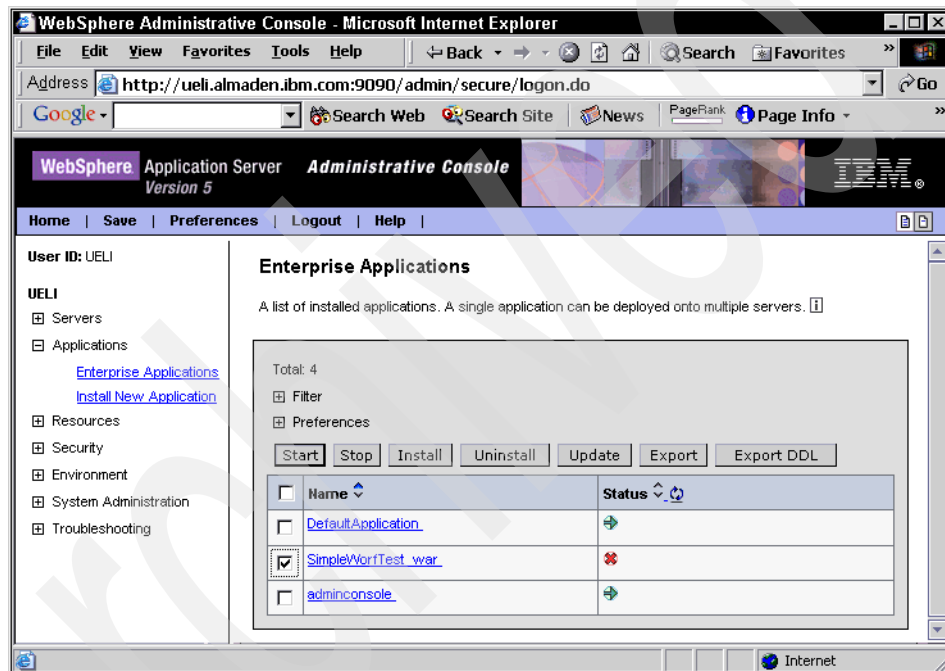 WebSphere Administrative Console - Microsoft Internet Explorer
File Edit View Favorites Tools Help Back Search Favorites »
Address http://ueli.almaden.ibm.com:9090/admin/secure/logon.do Go
Google Search Web Search Site News PageRank Page Info »
WebSphere Application Server Administrative Console IBM
Version 5
Home | Save | Preferences | Logout | Help |
User ID: UELI
Enterprise Applications
UELI
A list of installed applications. A single application can be deployed onto multiple servers. i
Servers
Applications
Enterprise Applications
Install New Application
Resources
Security
Environment
System Administration
Troubleshooting
Total: 4
Filter
Preferences
Start Stop Install Uninstall Update Export Export DDL
Name Status
DefaultApplication
SimpleWorfTest_war
adminconsole
Internet